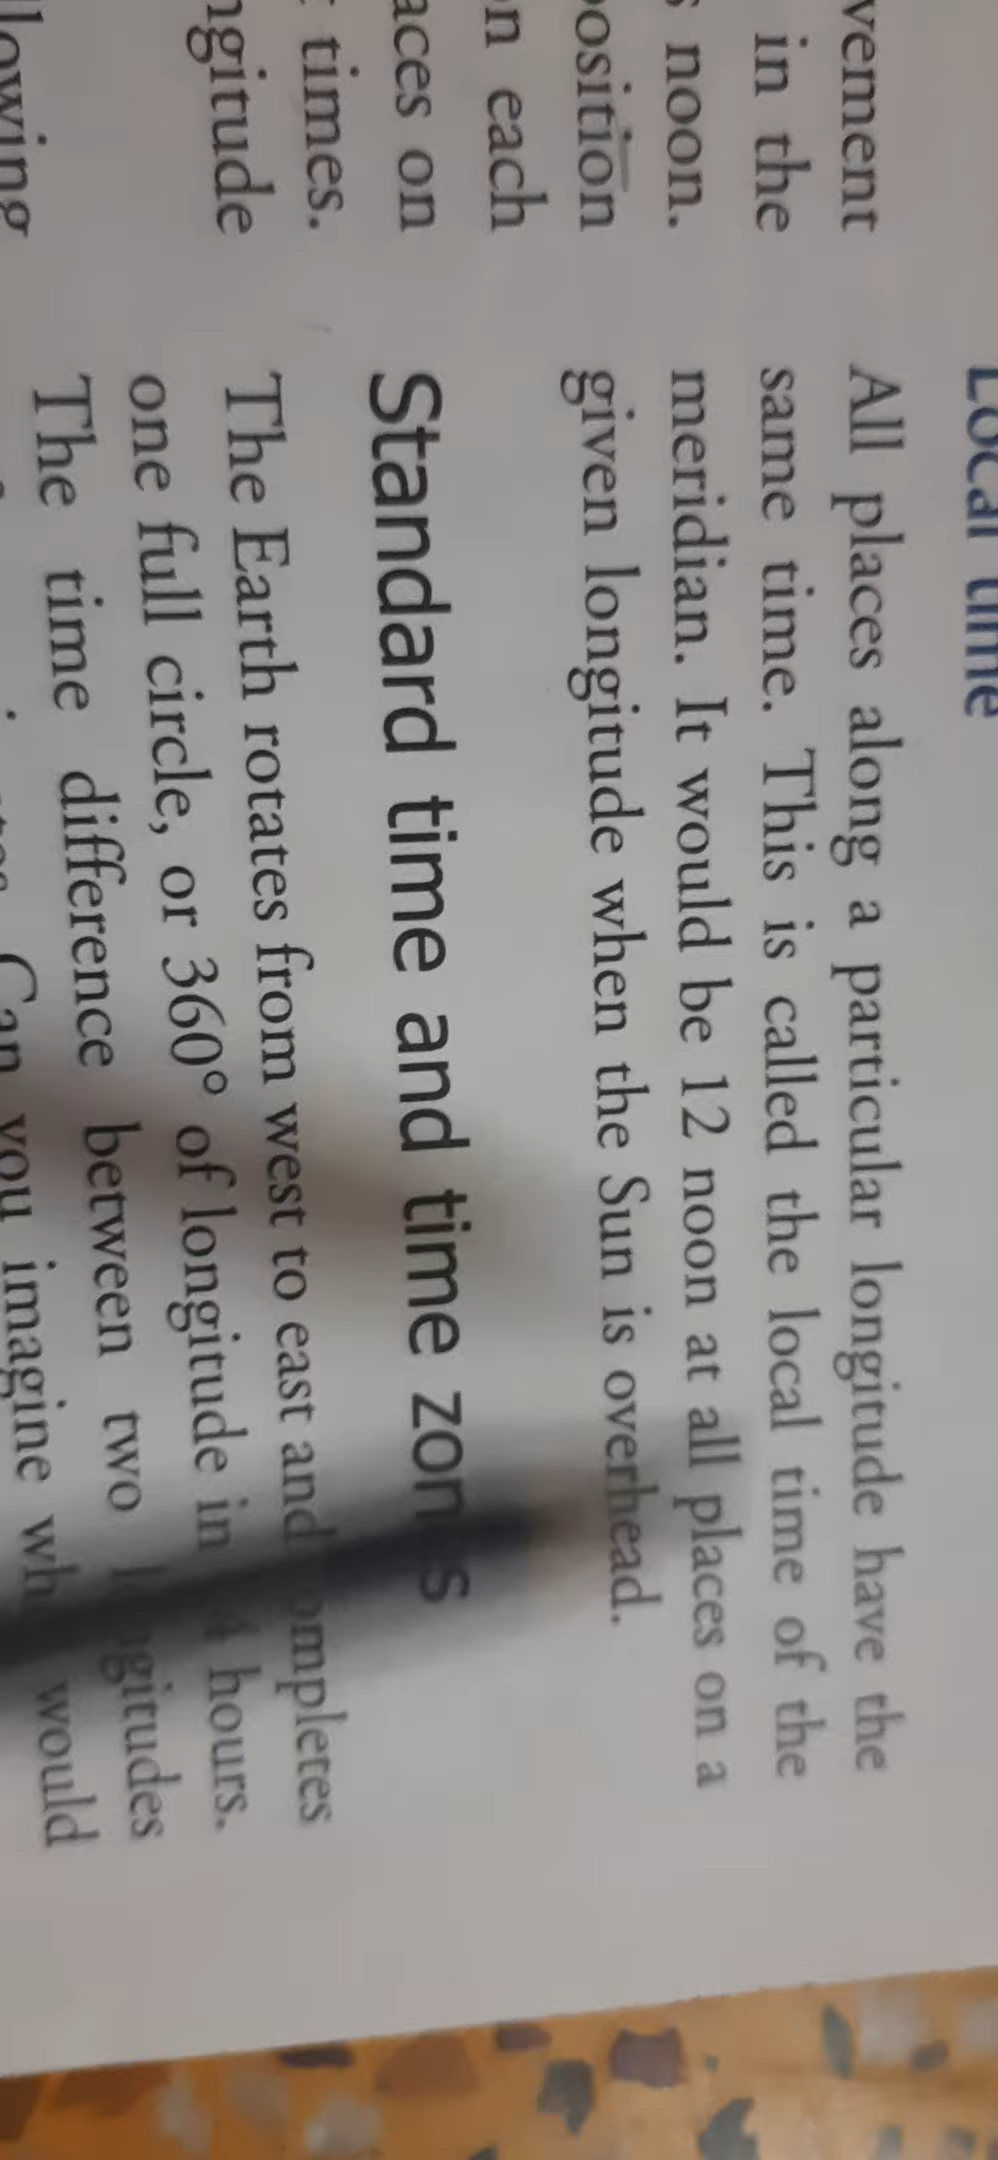 vement
in the
noon.
position
n each
aces on
times.
ngitude
lowing
Local time
All places along a particular longitude have the
same time. This is called the local time of the
meridian. It would be 12 noon at all places on a
given longitude when the Sun is overhead.
Standard time and time zones
The Earth rotates from west to east and completes
one full circle, or 360° of longitude in 24 hours.
The time difference between two longitudes
Can you imagine would